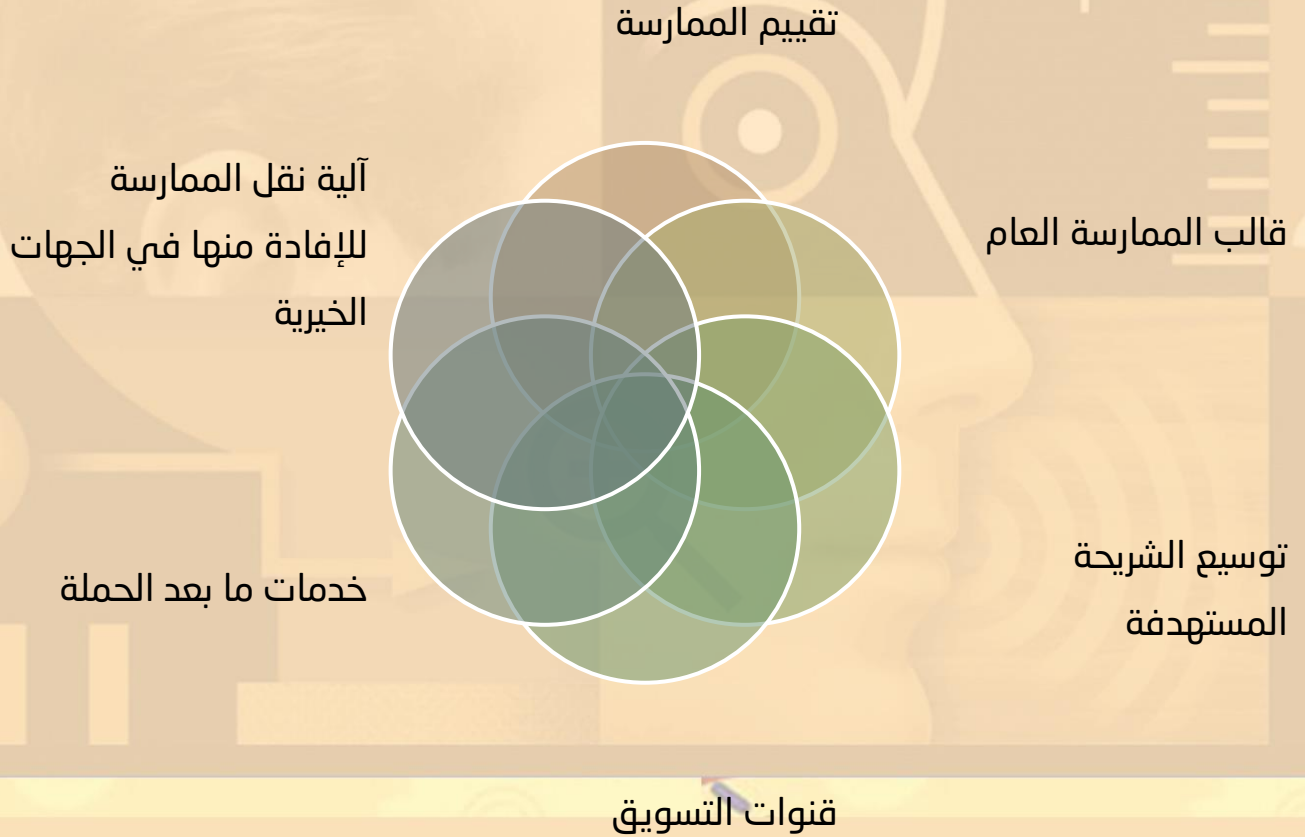 تقييم الممارسة
قالب الممارسة العام
توسيع الشريحة
المستهدفة
قنوات التسويق
خدمات ما بعد الحملة
آلية نقل الممارسة
للإفادة منها في الجهات
الخيرية